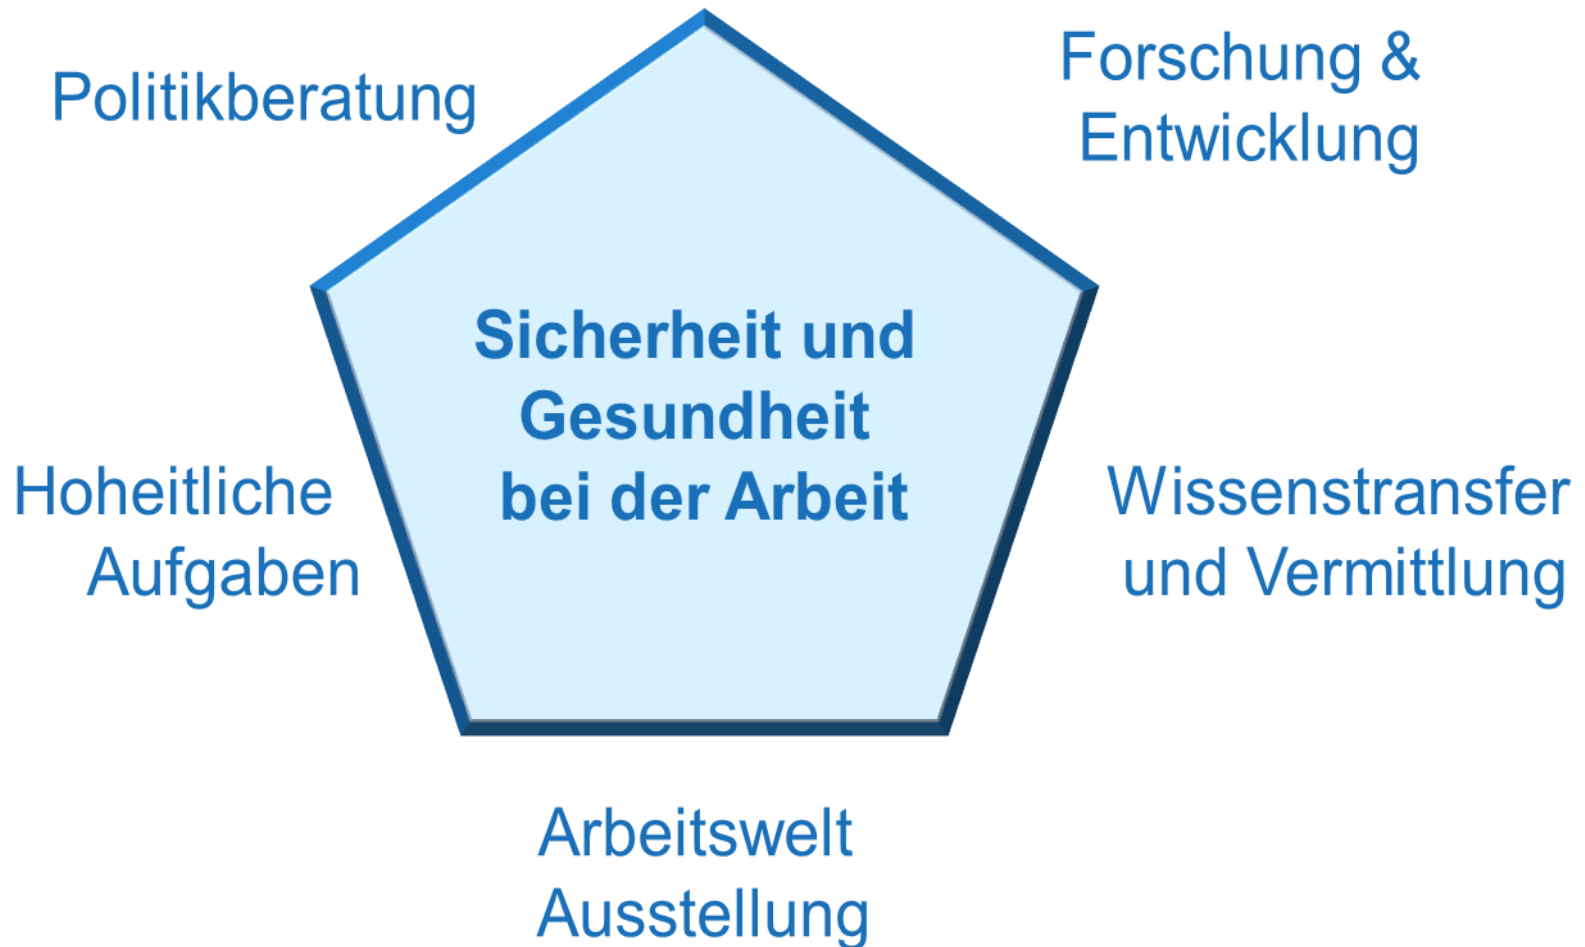 Politikberatung
Forschung &
Entwicklung
Sicherheit und
Gesundheit
bei der Arbeit
Hoheitliche
Aufgaben
Wissenstransfer
und Vermittlung
Arbeitswelt
Ausstellung